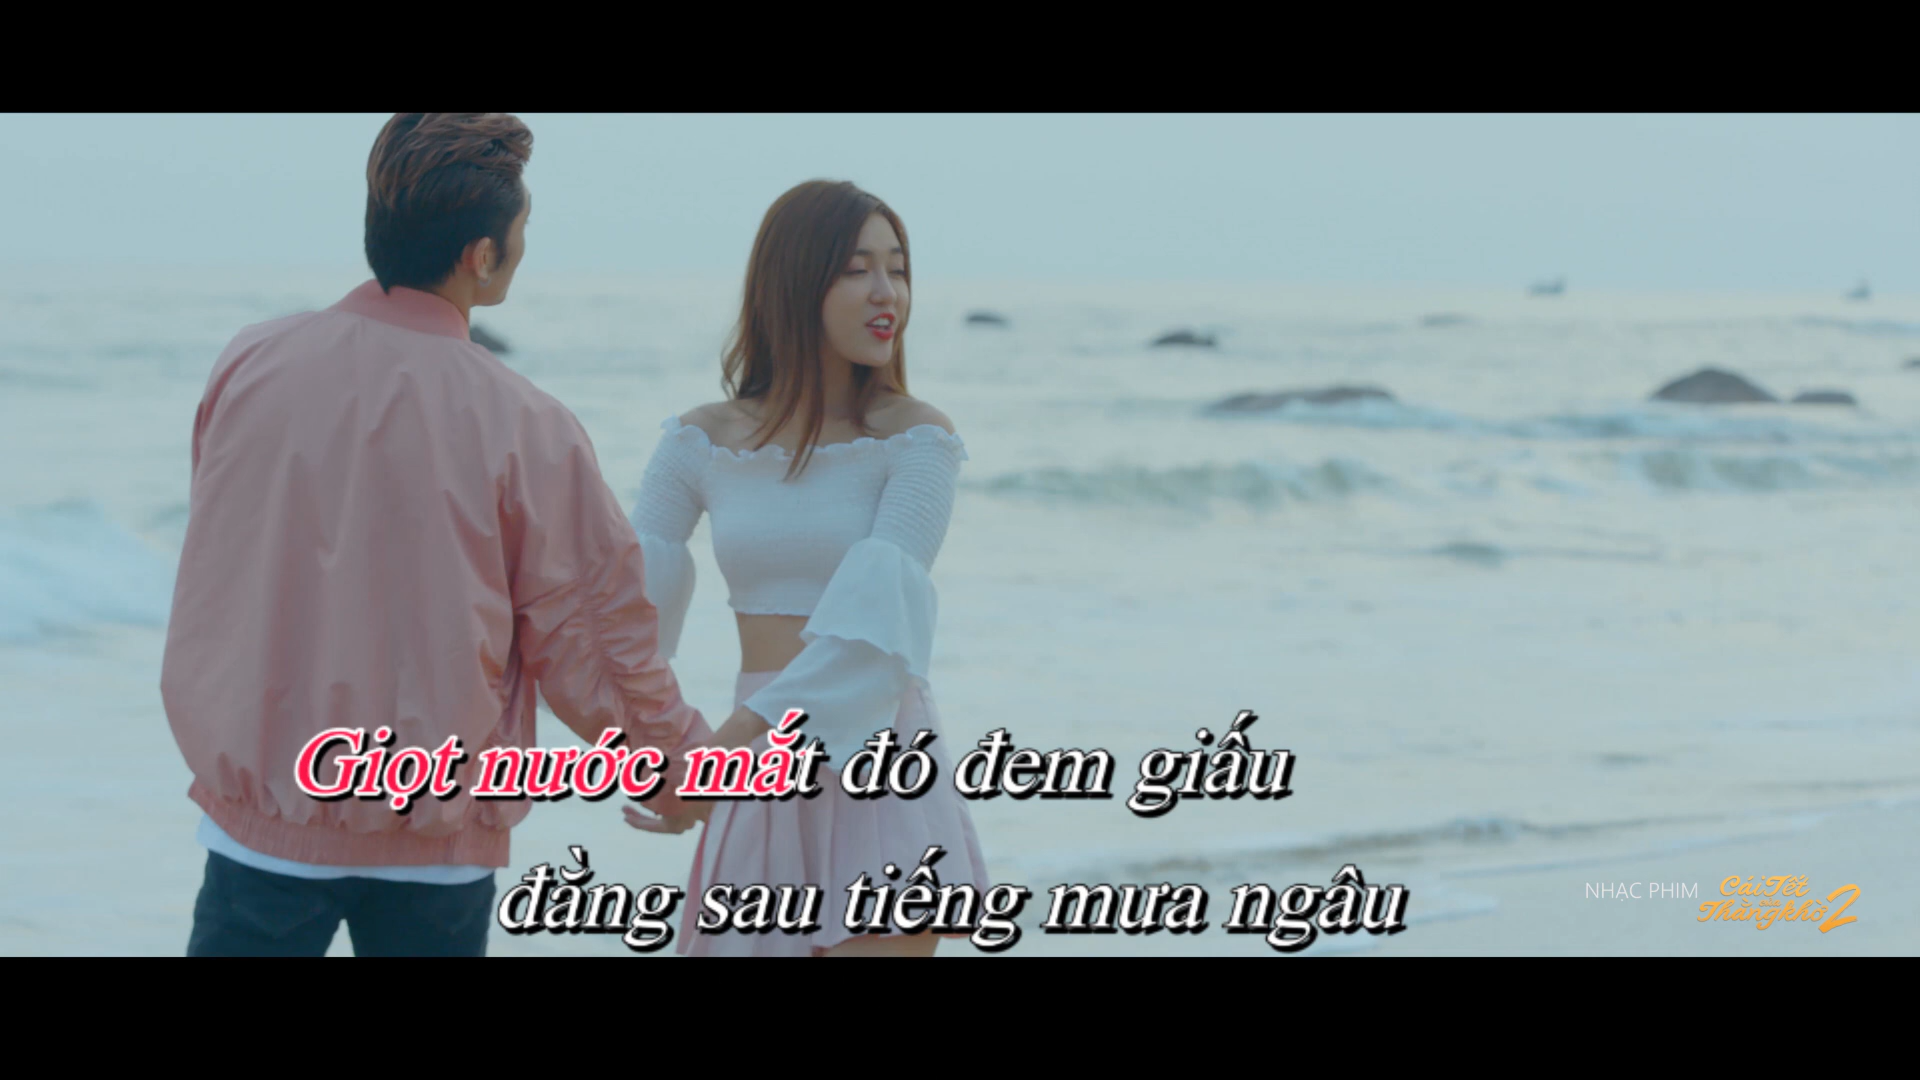 Giọt nước mắt đó đem giấu
đằng sau tiếng mưa ngâu
NHẠC PHIM
Cái Tết
của
Thằng khờ 2